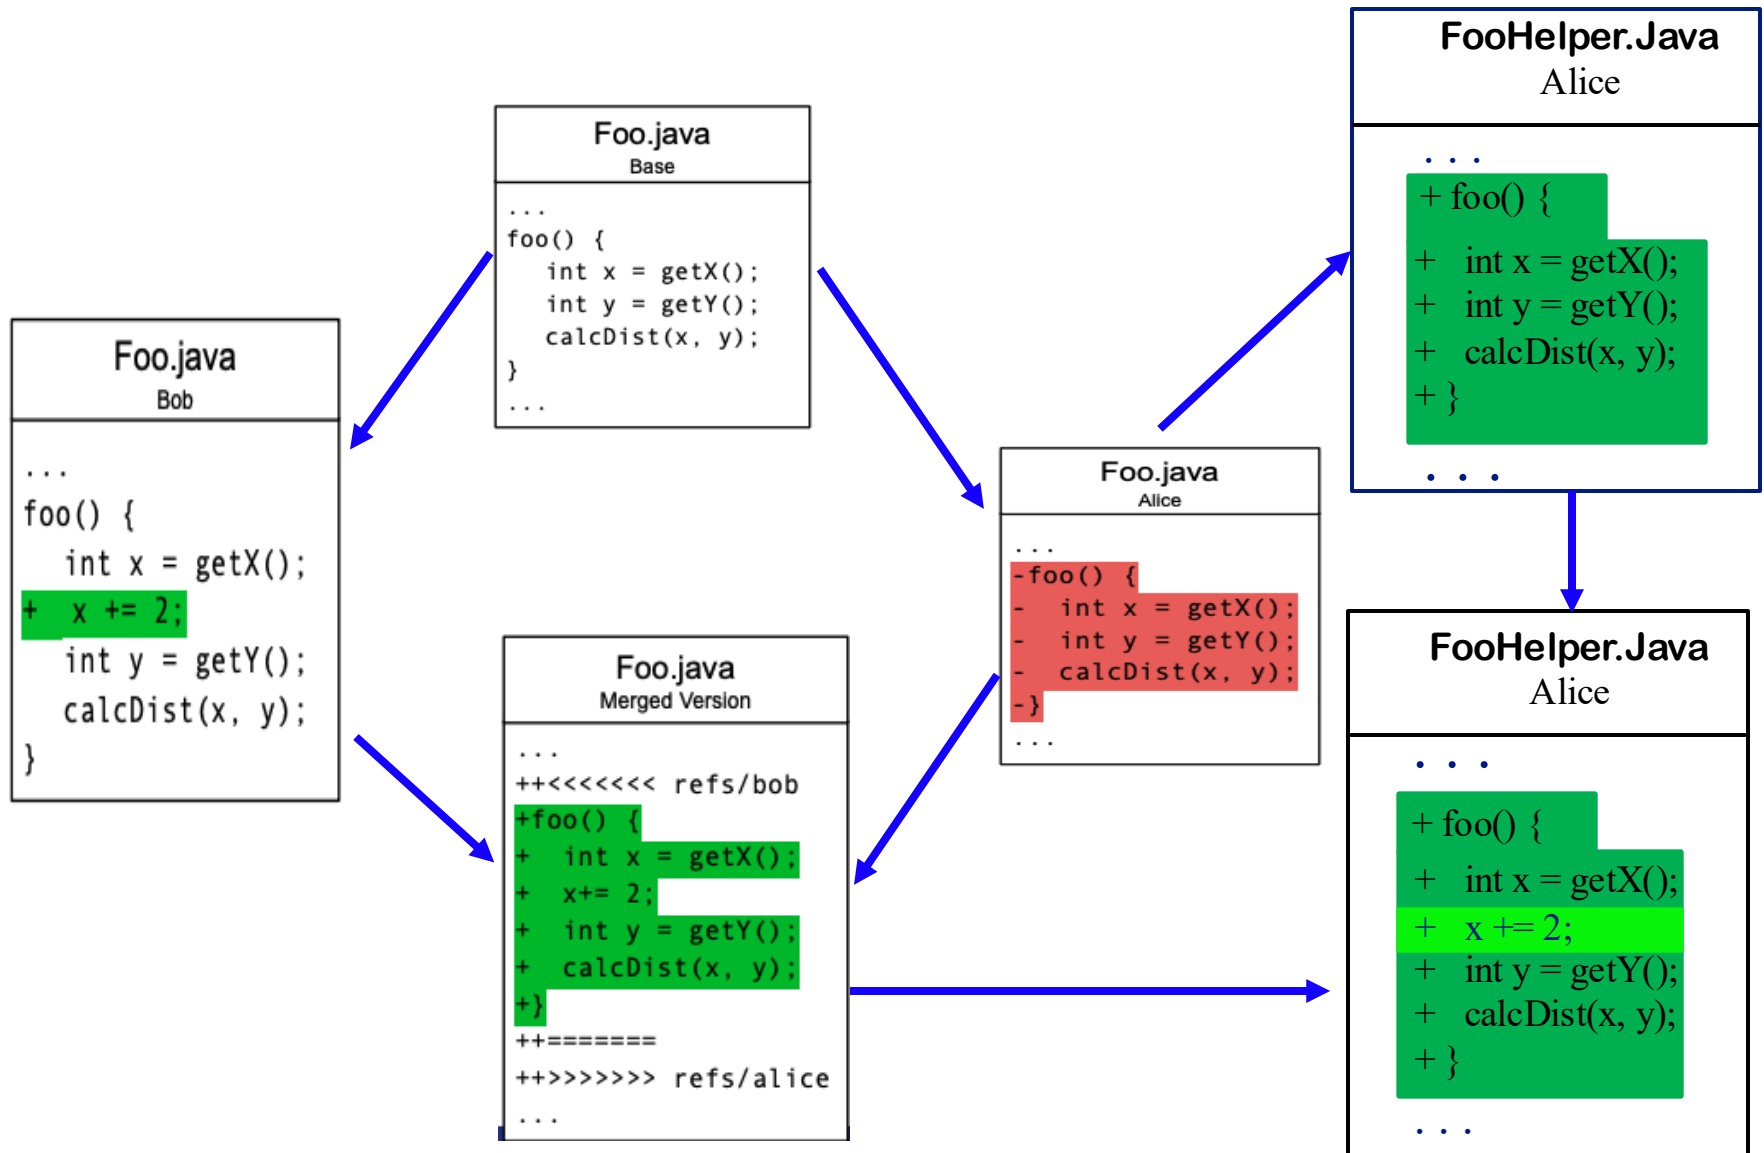 Foo.java
Base
...
foo() {
int x = getX();
int y = getY();
calcDist(x, y);
}
...
Foo.java
Bob
...
foo() {
int x = getX();
+ x += 2;
int y = getY();
calcDist(x, y);
}
Foo.java
Alice
...
-foo() {
- int x = getX();
- int y = getY();
- calcDist(x, y);
-}
...
Foo.java
Merged Version
...
++<<<<<<< refs/bob
+foo() {
+ int x = getX();
+ x+= 2;
+ int y = getY();
+ calcDist(x, y);
+}
++=======
++>>>>>>> refs/alice
...
FooHelper.Java
Alice
. . .
+ foo() {
+ int x = getX();
+ int y = getY();
+ calcDist(x, y);
+ }
. . .
FooHelper.Java
Alice
. . .
+ foo() {
+ int x = getX();
+ x += 2;
+ int y = getY();
+ calcDist(x, y);
+ }
. . .